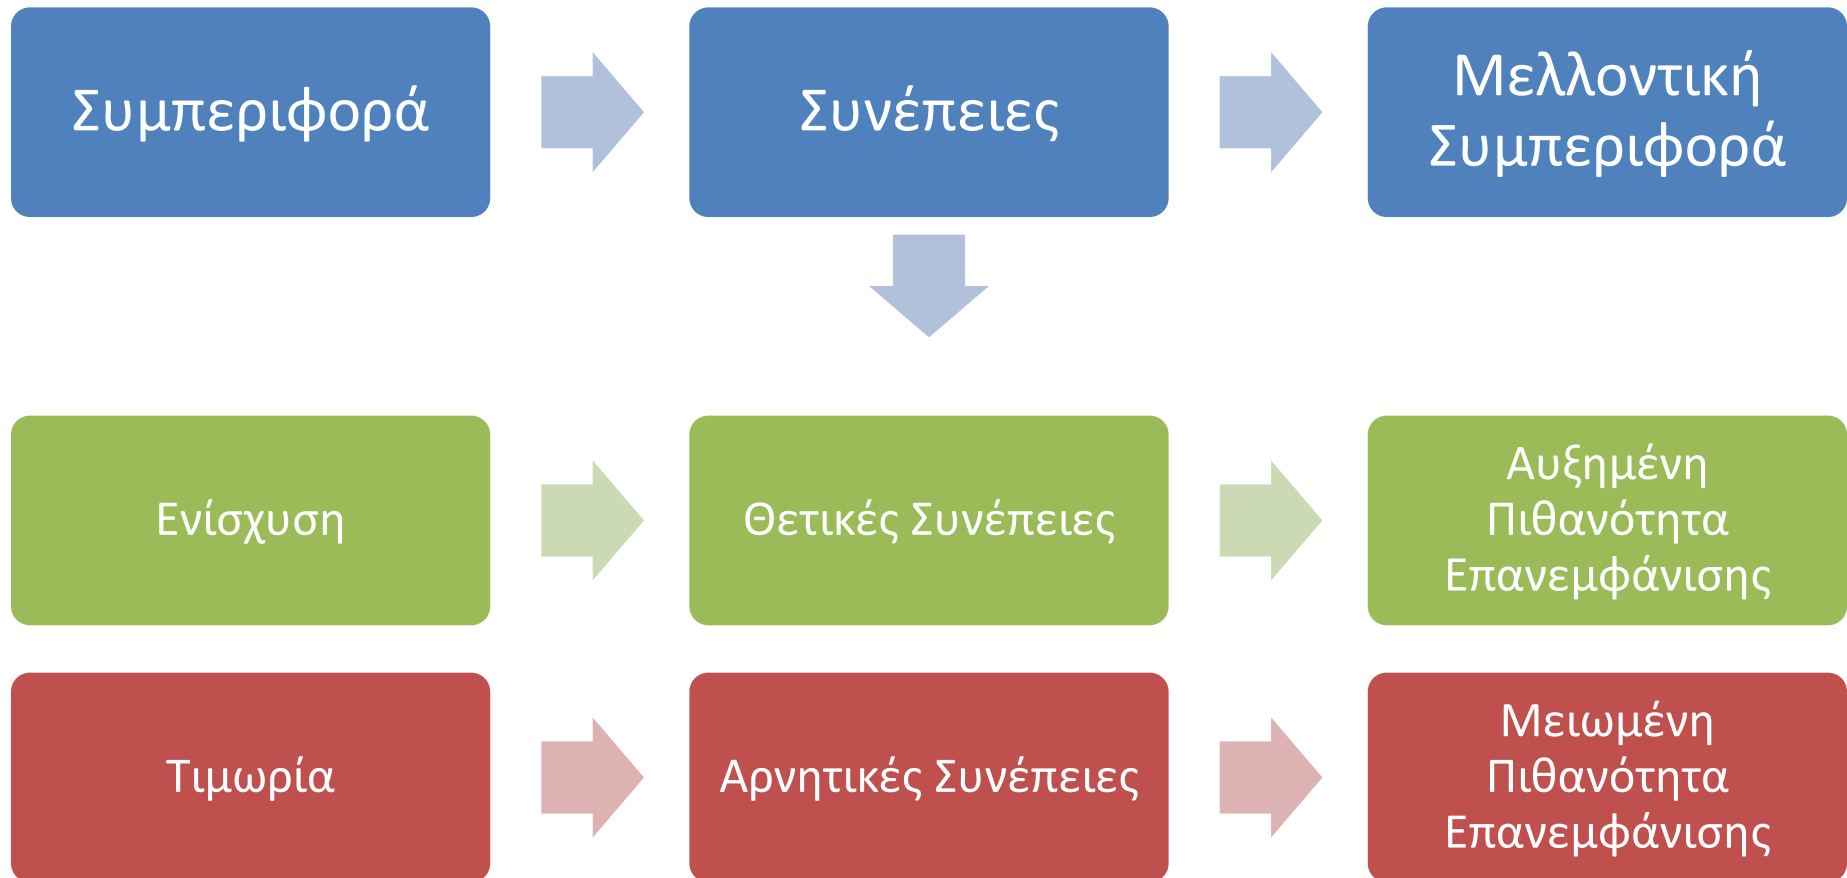 Συμπεριφορά
Συνέπειες
Μελλοντική
Συμπεριφορά
Ενίσχυση
Θετικές Συνέπειες
Αυξημένη
Πιθανότητα
Επανεμφάνισης
Τιμωρία
Αρνητικές Συνέπειες
Μειωμένη
Πιθανότητα
Επανεμφάνισης